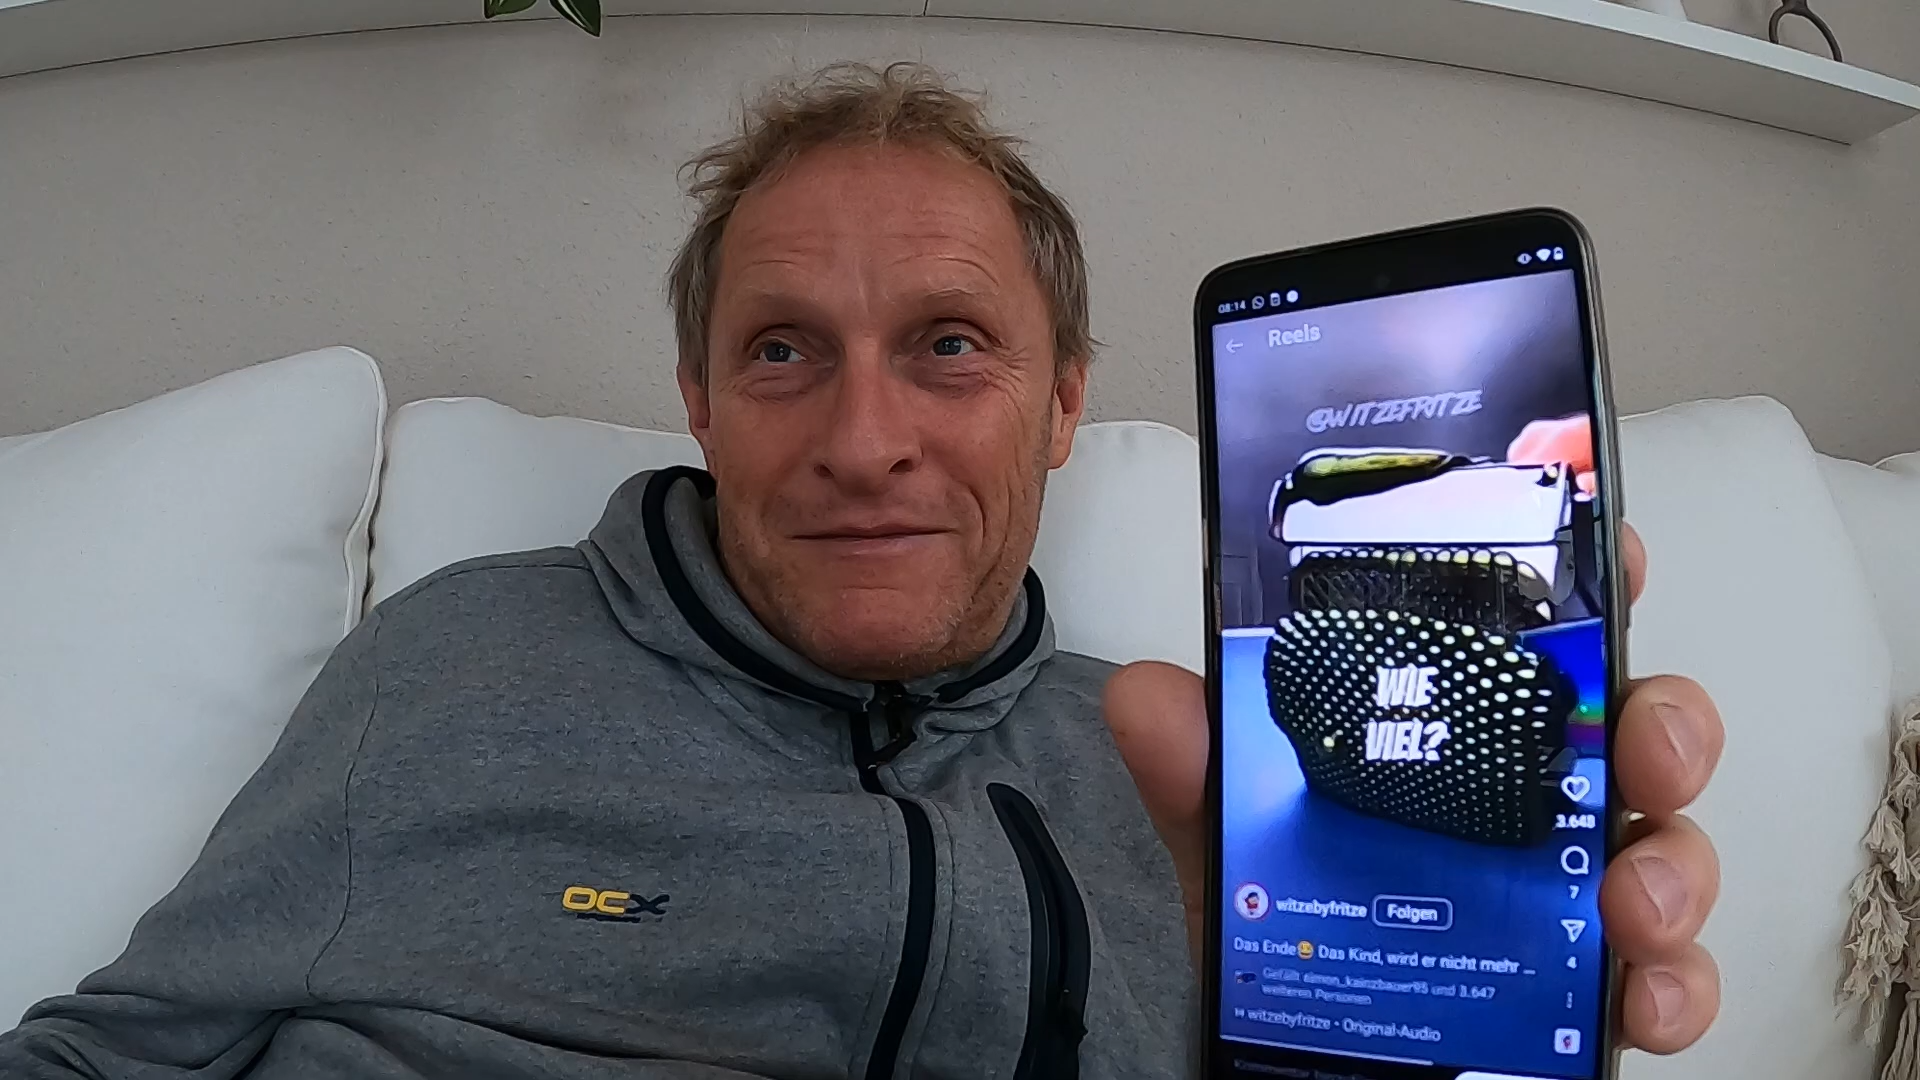 08:14
Reels
@WITZEFRITZE
WIE
VIEL?
3.648
7
witzebyfritze
Folgen
Das Ende😂 Das Kind, wird er nicht mehr ...
4
Gefällt simon_kainzbauer95 und 3.647
weiteren Personen
witzebyfritze • Original-Audio
OCX